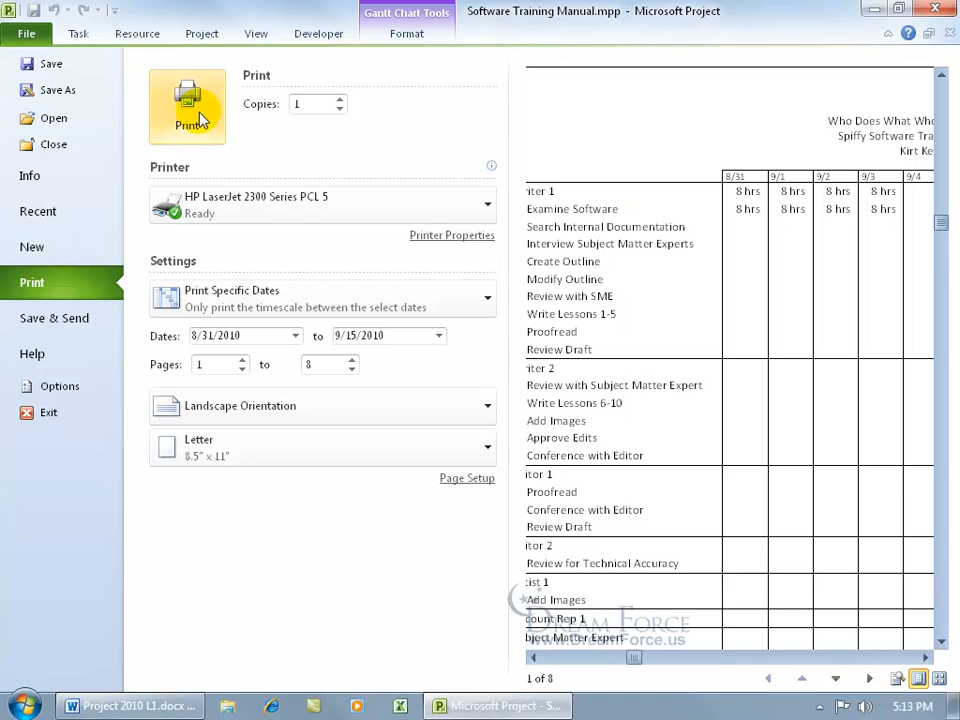 Gantt Chart Tools
Software Training Manual.mpp - Microsoft Project
File
Task
Resource
Project
View
Developer
Format
Save
Save As
Open
Close
Info
Recent
New
Print
Save & Send
Help
Options
Exit
Print
Print
Copies: 1
Printer
HP LaserJet 2300 Series PCL 5
Ready
Printer Properties
Settings
Print Specific Dates
Only print the timescale between the select dates
Dates: 8/31/2010 to 9/15/2010
Pages: 1 to 8
Landscape Orientation
Letter
8.5" x 11"
Page Setup
Who Does What Whe
Spiffy Software Tra
Kirt Ke
8/31 9/1 9/2 9/3 9/4
iter 1 8 hrs 8 hrs 8 hrs 8 hrs
Examine Software 8 hrs 8 hrs 8 hrs 8 hrs
Search Internal Documentation
Interview Subject Matter Experts
Create Outline
Modify Outline
Review with SME
Write Lessons 1-5
Proofread
Review Draft
iter 2
Review with Subject Matter Expert
Write Lessons 6-10
Add Images
Approve Edits
Conference with Editor
itor 1
Proofread
Conference with Editor
Review Draft
itor 2
Review for Technical Accuracy
tist 1
Add Images
count Rep 1
bject Matter Expert
Dream Force
www.DreamForce.us
1 of 8
Project 2010 L1.docx ...
Microsoft Project - S...
5:13 PM